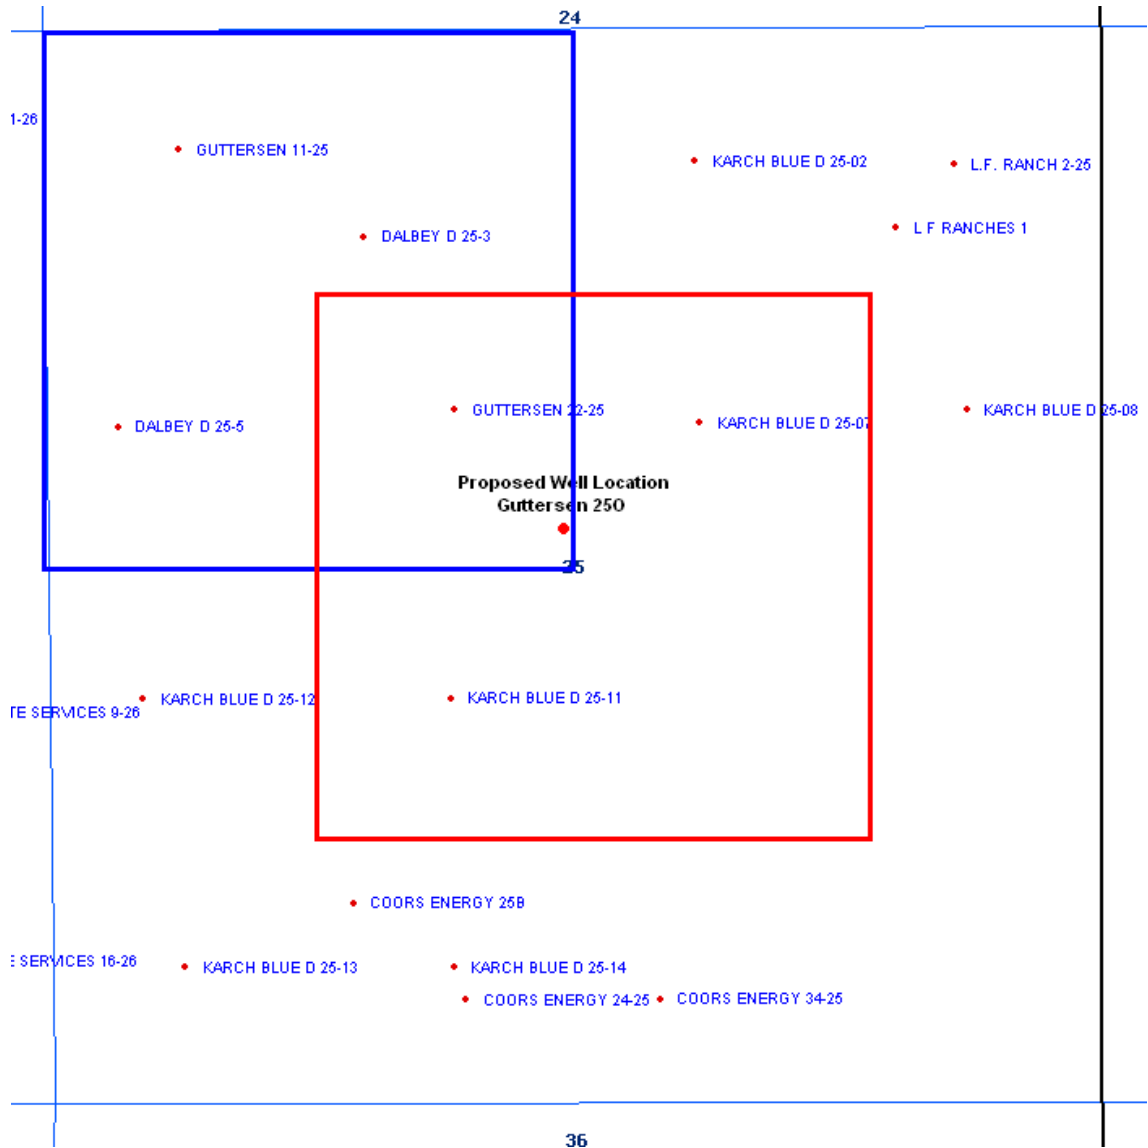 24
1-26
GUTTERSEN 11-25
KARCH BLUE D 25-02
L.F. RANCH 2-25
L F RANCHES 1
DALBEY D 25-3
GUTTERSEN 22-25
KARCH BLUE D 25-08
KARCH BLUE D 25-07
DALBEY D 25-5
Proposed Well Location
Guttersen 25O
25
KARCH BLUE D 25-12
KARCH BLUE D 25-11
TE SERVICES 9-26
COORS ENERGY 25B
E SERVICES 16-26
KARCH BLUE D 25-13
KARCH BLUE D 25-14
COORS ENERGY 24-25
COORS ENERGY 34-25
36